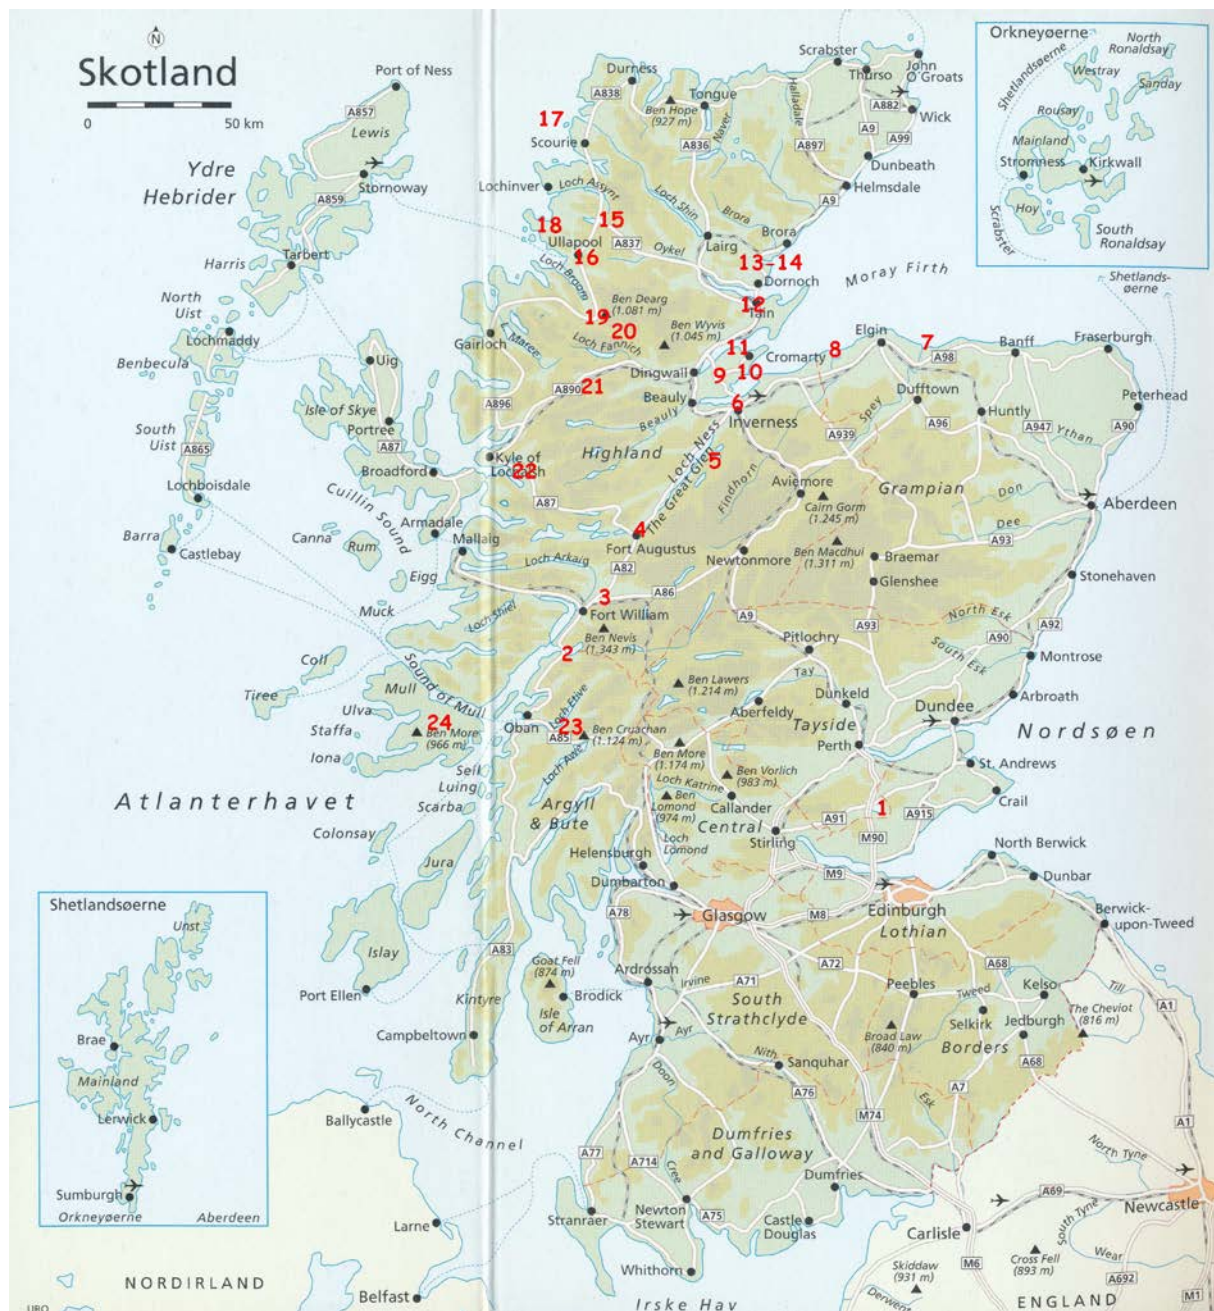 N
Skotland
0 50 km
Port of Ness
A857
Lewis
Ydre
Hebrider
Stornoway
A859
Tarbert
Harris
North
Uist
Lochmaddy
Benbecula
Uig
Isle of Skye
Portree
South
Uist
A865
A87
Broadford
Lochboisdale
Cuillin Sound
Armadale
Mallaig
Barra
Castlebay
Canna
Rum
Eigg
Muck
Coll
Tiree
Mull
Sound of Mull
Ulva
Staffa
Iona
24
Ben More
(966 m)
Atlanterhavet
Seil
Luing
Scarba
Colonsay
Jura
Islay
Port Ellen
Kintyre
Campbeltown
A83
Scrabster
John
O'Groats
Thurso
Durness
A838
Tongue
Ben Hope
(927 m)
Naver
Halladale
A882
Wick
A9
A99
17
Scourie
A836
A897
Dunbeath
Lochinver
Loch Assynt
Loch Shin
Helmsdale
A9
18
15
Brora
Ullapool
A837
Oykel
Lairg
Brora
16
13-14
Dornoch
Moray Firth
Loch Broom
12
Tain
Ben Dearg
(1.081 m)
19
20
Ben Wyvis
(1.045 m)
Gairloch
L. Maree
Loch Fannich
11
Cromarty
8
Elgin
7
A98
Banff
Fraserburgh
Dingwall
9
10
21
A890
Beauly
6
Dufftown
Peterhead
A896
Beauly
Inverness
Spey
Huntly
A939
A96
A947
Ythan
A90
Highland
Loch Ness
The Great Glen
5
Findhorn
Kyle of
Lochalsh
22
A87
Aviemore
Grampian
Don
Cairn Gorm
(1.245 m)
Aberdeen
Dee
A93
4
Fort Augustus
Ben Macdhui
(1.311 m)
Braemar
Loch Arkaig
A82
Newtonmore
Glenshee
Stonehaven
3
A86
Fort William
Loch Shiel
A9
A93
North Esk
A92
Ben Nevis
(1.343 m)
2
Pitlochry
South Esk
A90
Montrose
Tay
Ben Lawers
(1.214 m)
Dunkeld
Arbroath
Aberfeldy
Dundee
Oban
Loch Etive
23
A85
Ben Cruachan
(1.124 m)
Tayside
Nordsøen
Perth
Ben More
(1.174 m)
Loch Awe
St. Andrews
Ben Vorlich
(983 m)
Loch Katrine
Crail
Argyll
& Bute
Ben
Lomond
(974 m)
Callander
1
A91
A915
Central
Stirling
M90
Loch
Lomond
North Berwick
Helensburgh
M9
Dunbar
Dumbarton
Edinburgh
Berwick-
upon-Tweed
A78
Glasgow
M8
Lothian
Goat Fell
(874 m)
Ardrossan
Irvine
A71
A72
A68
Brodick
Isle
of Arran
South
Strathclyde
Peebles
Tweed
Kelso
Till
A1
The Cheviot
(816 m)
Ayr
Ayr
Broad Law
(840 m)
Selkirk
Jedburgh
Borders
A68
Nith
Sanquhar
Doon
A76
A7
M74
Esk
North Channel
Ballycastle
Dumfries
and Galloway
A77
A714
Cree
Dumfries
North Tyne
A1
Stranraer
Newton
Stewart
A75
Castle
Douglas
A69
Newcastle
South Tyne
Larne
Carlisle
Wear
Cross Fell
(893 m)
M6
Skiddaw
(931 m)
Derwent
A692
M1
Whithorn
NORDIRLAND
Belfast
Irske Hav
ENGLAND
Orkneyøerne
North
Ronaldsay
Westray
Sanday
Shetlandsøerne
Rousay
Mainland
Stromness
Kirkwall
Hoy
Scrabster
South
Ronaldsay
Shetlands-
øerne
Shetlandsøerne
Unst
Brae
Mainland
Lerwick
Sumburgh
Orkneyøerne
Aberdeen